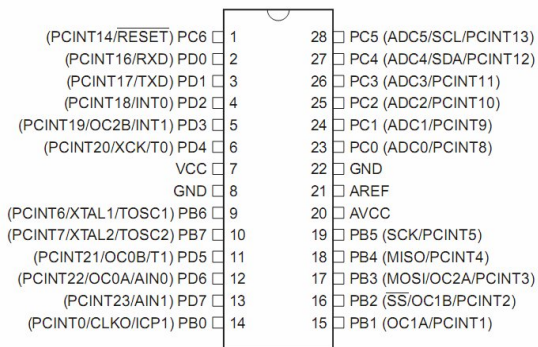 (PCINT14/RESET) PC6 1 28 PC5 (ADC5/SCL/PCINT13)
(PCINT16/RXD) PD0 2 27 PC4 (ADC4/SDA/PCINT12)
(PCINT17/TXD) PD1 3 26 PC3 (ADC3/PCINT11)
(PCINT18/INT0) PD2 4 25 PC2 (ADC2/PCINT10)
(PCINT19/OC2B/INT1) PD3 5 24 PC1 (ADC1/PCINT9)
(PCINT20/XCK/T0) PD4 6 23 PC0 (ADC0/PCINT8)
VCC 7 22 GND
GND 8 21 AREF
(PCINT6/XTAL1/TOSC1) PB6 9 20 AVCC
(PCINT7/XTAL2/TOSC2) PB7 10 19 PB5 (SCK/PCINT5)
(PCINT21/OC0B/T1) PD5 11 18 PB4 (MISO/PCINT4)
(PCINT22/OC0A/AIN0) PD6 12 17 PB3 (MOSI/OC2A/PCINT3)
(PCINT23/AIN1) PD7 13 16 PB2 (SS/OC1B/PCINT2)
(PCINT0/CLKO/ICP1) PB0 14 15 PB1 (OC1A/PCINT1)